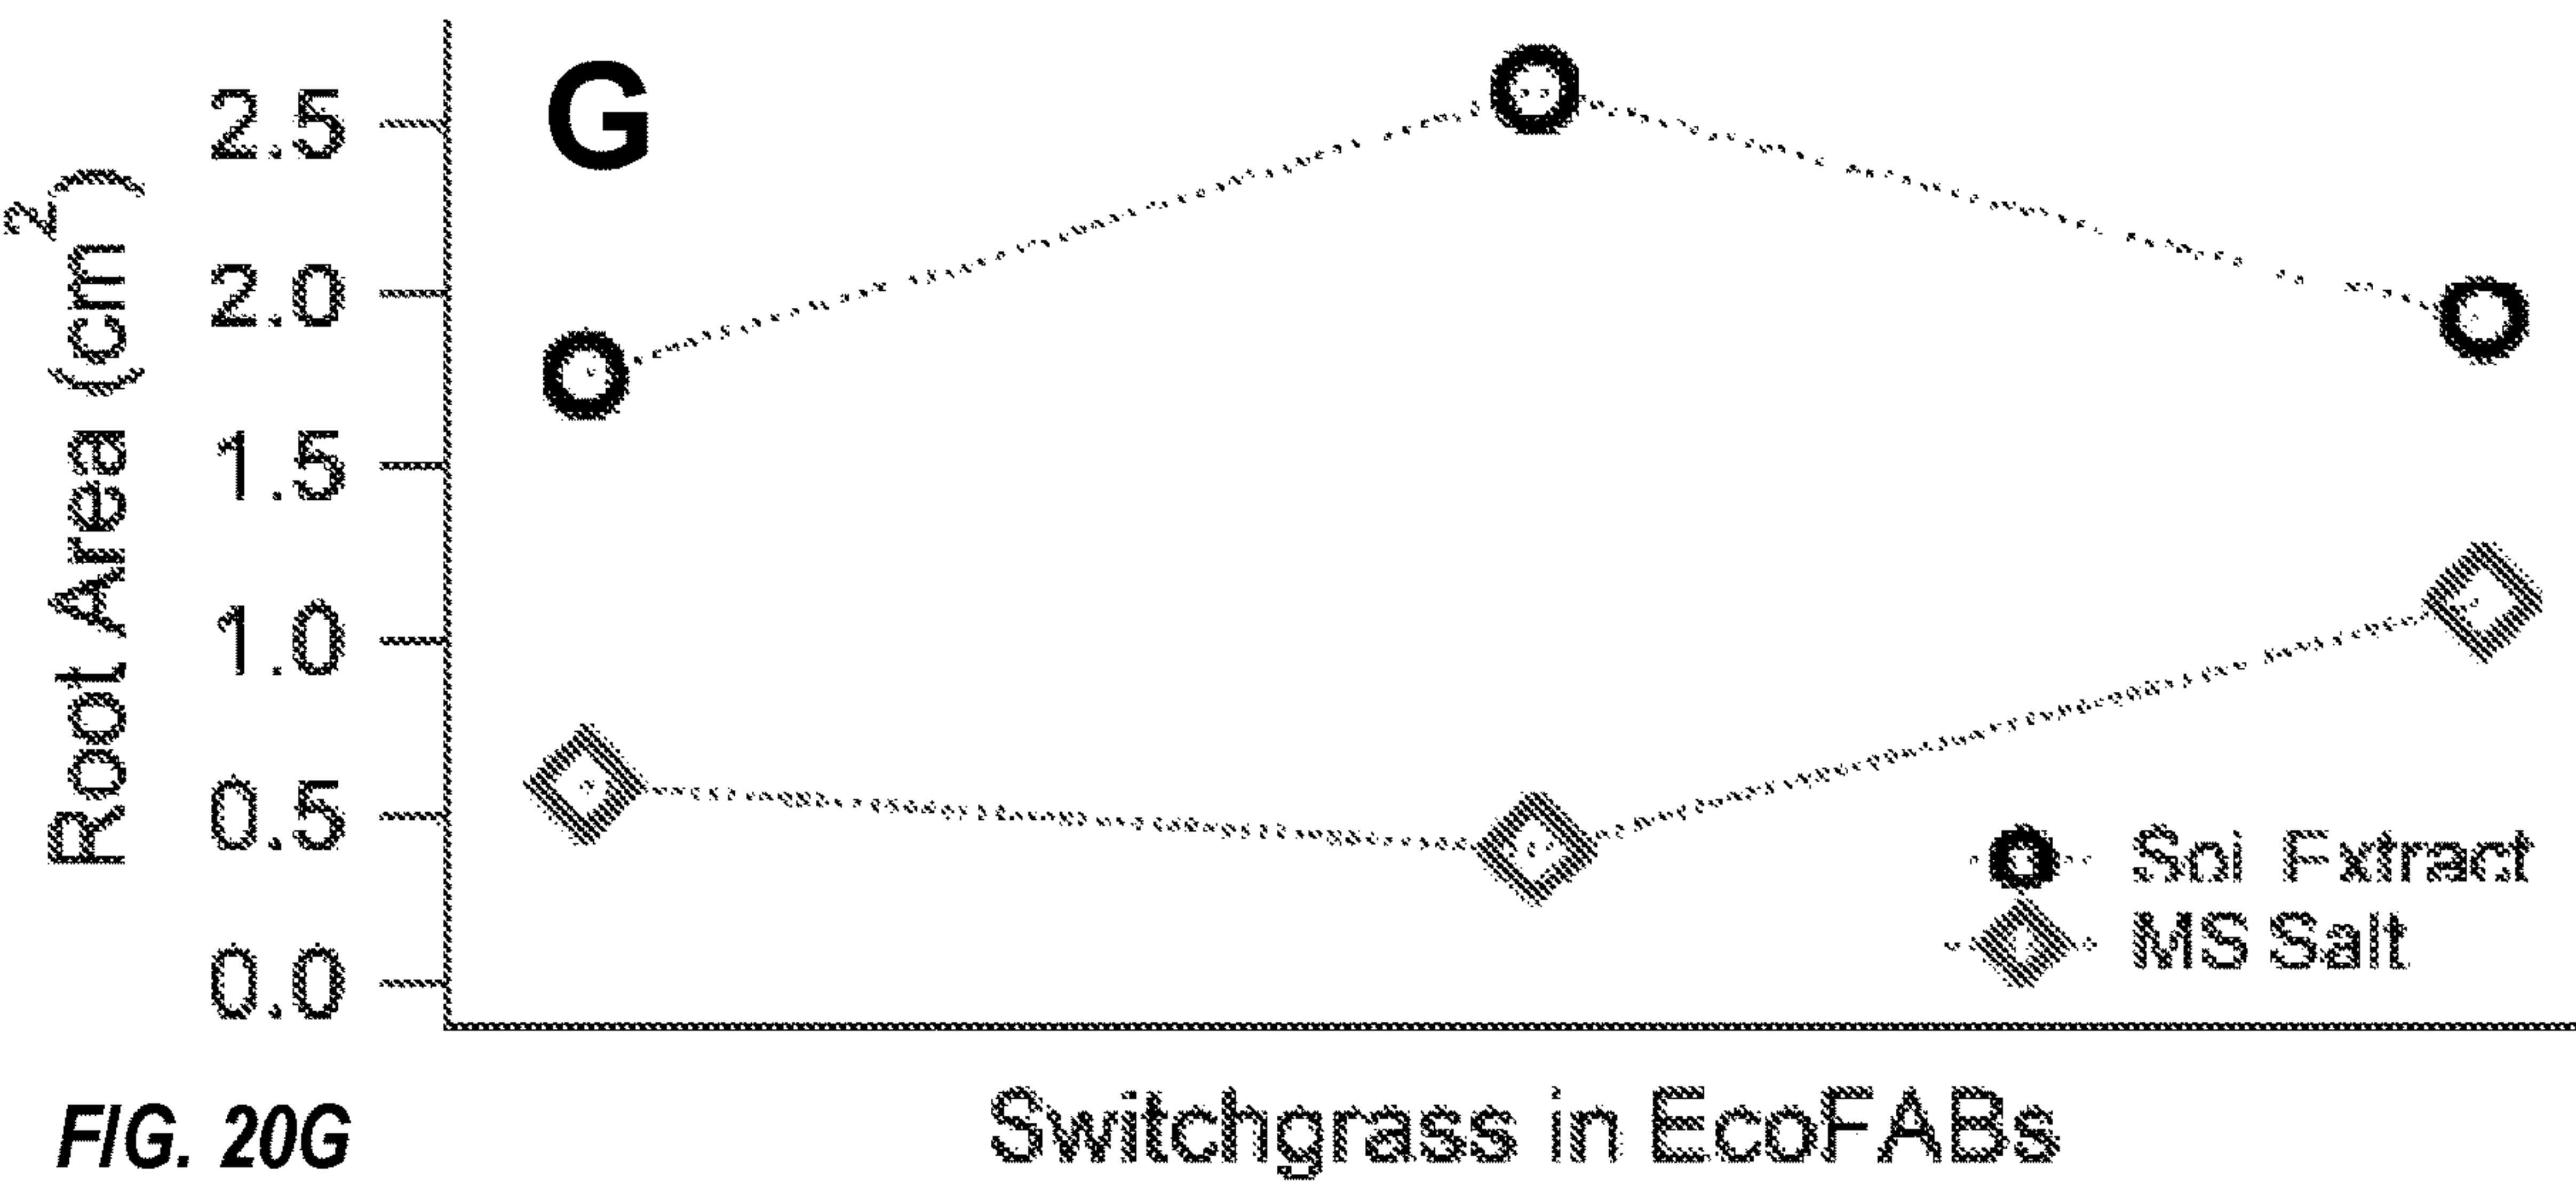 G
Root Area (cm²)
2.5
2.0
1.5
1.0
0.5
0.0
Soi Extract
MS Salt
Switchgrass in EcoFABs
FIG. 20G